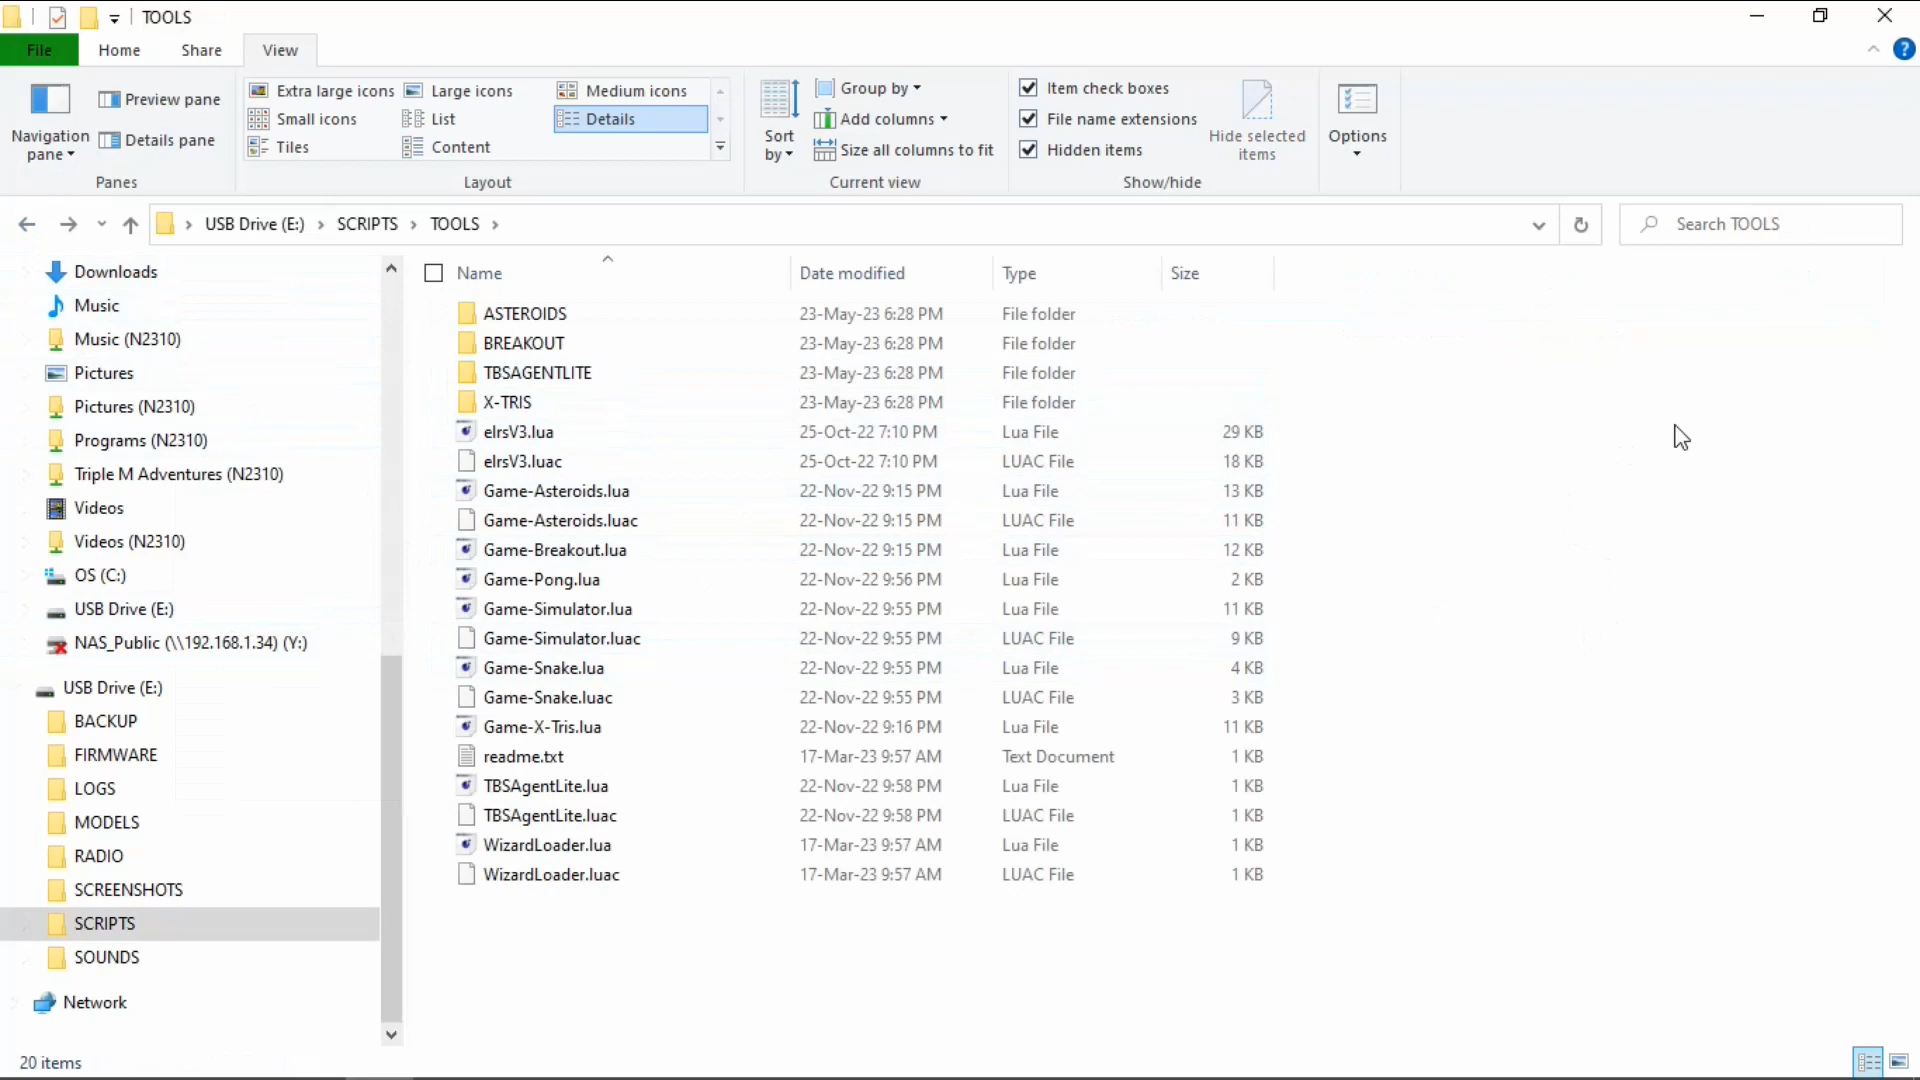 TOOLS
File Home Share View
Navigation pane
Preview pane
Details pane
Panes
Extra large icons Large icons Medium icons
Small icons List Details
Tiles Content
Layout
Sort by
Group by
Add columns
Size all columns to fit
Current view
Item check boxes
File name extensions
Hidden items
Hide selected items
Show/hide
Options
USB Drive (E:) › SCRIPTS › TOOLS ›
Search TOOLS
Downloads
Music
Music (N2310)
Pictures
Pictures (N2310)
Programs (N2310)
Triple M Adventures (N2310)
Videos
Videos (N2310)
OS (C:)
USB Drive (E:)
NAS_Public (\\192.168.1.34) (Y:)
USB Drive (E:)
BACKUP
FIRMWARE
LOGS
MODELS
RADIO
SCREENSHOTS
SCRIPTS
SOUNDS
Network
Name Date modified Type Size
ASTEROIDS 23-May-23 6:28 PM File folder
BREAKOUT 23-May-23 6:28 PM File folder
TBSAGENTLITE 23-May-23 6:28 PM File folder
X-TRIS 23-May-23 6:28 PM File folder
elrsV3.lua 25-Oct-22 7:10 PM Lua File 29 KB
elrsV3.luac 25-Oct-22 7:10 PM LUAC File 18 KB
Game-Asteroids.lua 22-Nov-22 9:15 PM Lua File 13 KB
Game-Asteroids.luac 22-Nov-22 9:15 PM LUAC File 11 KB
Game-Breakout.lua 22-Nov-22 9:15 PM Lua File 12 KB
Game-Pong.lua 22-Nov-22 9:56 PM Lua File 2 KB
Game-Simulator.lua 22-Nov-22 9:55 PM Lua File 11 KB
Game-Simulator.luac 22-Nov-22 9:55 PM LUAC File 9 KB
Game-Snake.lua 22-Nov-22 9:55 PM Lua File 4 KB
Game-Snake.luac 22-Nov-22 9:55 PM LUAC File 3 KB
Game-X-Tris.lua 22-Nov-22 9:16 PM Lua File 11 KB
readme.txt 17-Mar-23 9:57 AM Text Document 1 KB
TBSAgentLite.lua 22-Nov-22 9:58 PM Lua File 1 KB
TBSAgentLite.luac 22-Nov-22 9:58 PM LUAC File 1 KB
WizardLoader.lua 17-Mar-23 9:57 AM Lua File 1 KB
WizardLoader.luac 17-Mar-23 9:57 AM LUAC File 1 KB
20 items